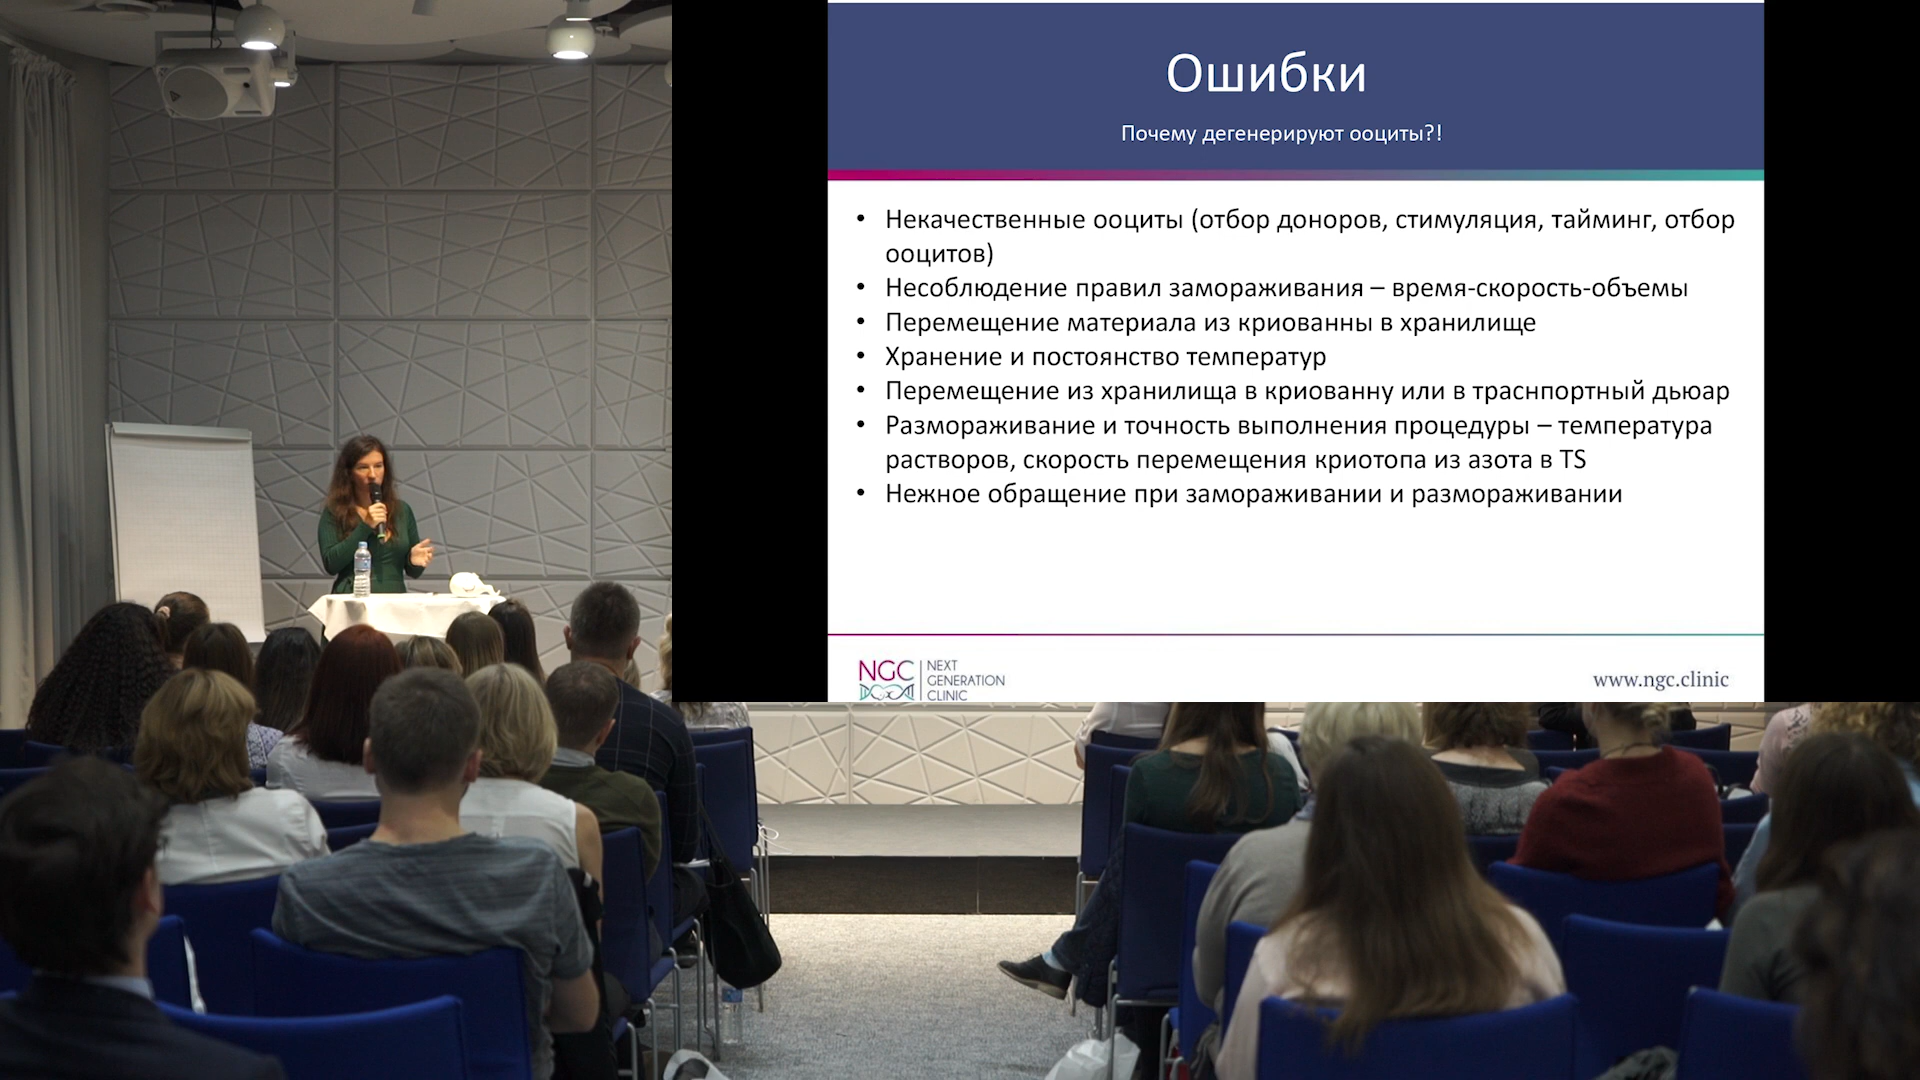 Ошибки
Почему дегенерируют ооциты?!
• Некачественные ооциты (отбор доноров, стимуляция, тайминг, отбор
ооцитов)
• Несоблюдение правил замораживания – время-скорость-объемы
• Перемещение материала из криованны в хранилище
• Хранение и постоянство температур
• Перемещение из хранилища в криованну или в траснпортный дьюар
• Размораживание и точность выполнения процедуры – температура
растворов, скорость перемещения криотопа из азота в TS
• Нежное обращение при замораживании и размораживании
NGC
NEXT
GENERATION
CLINIC
www.ngc.clinic